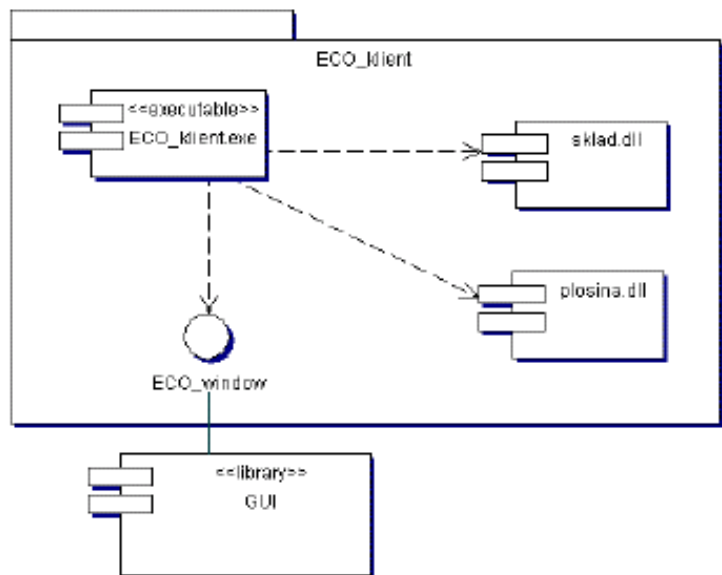 ECO_klient
<<executable>>
ECO_klient.exe
sklad.dll
plosina.dll
ECO_window
<<library>>
GUI